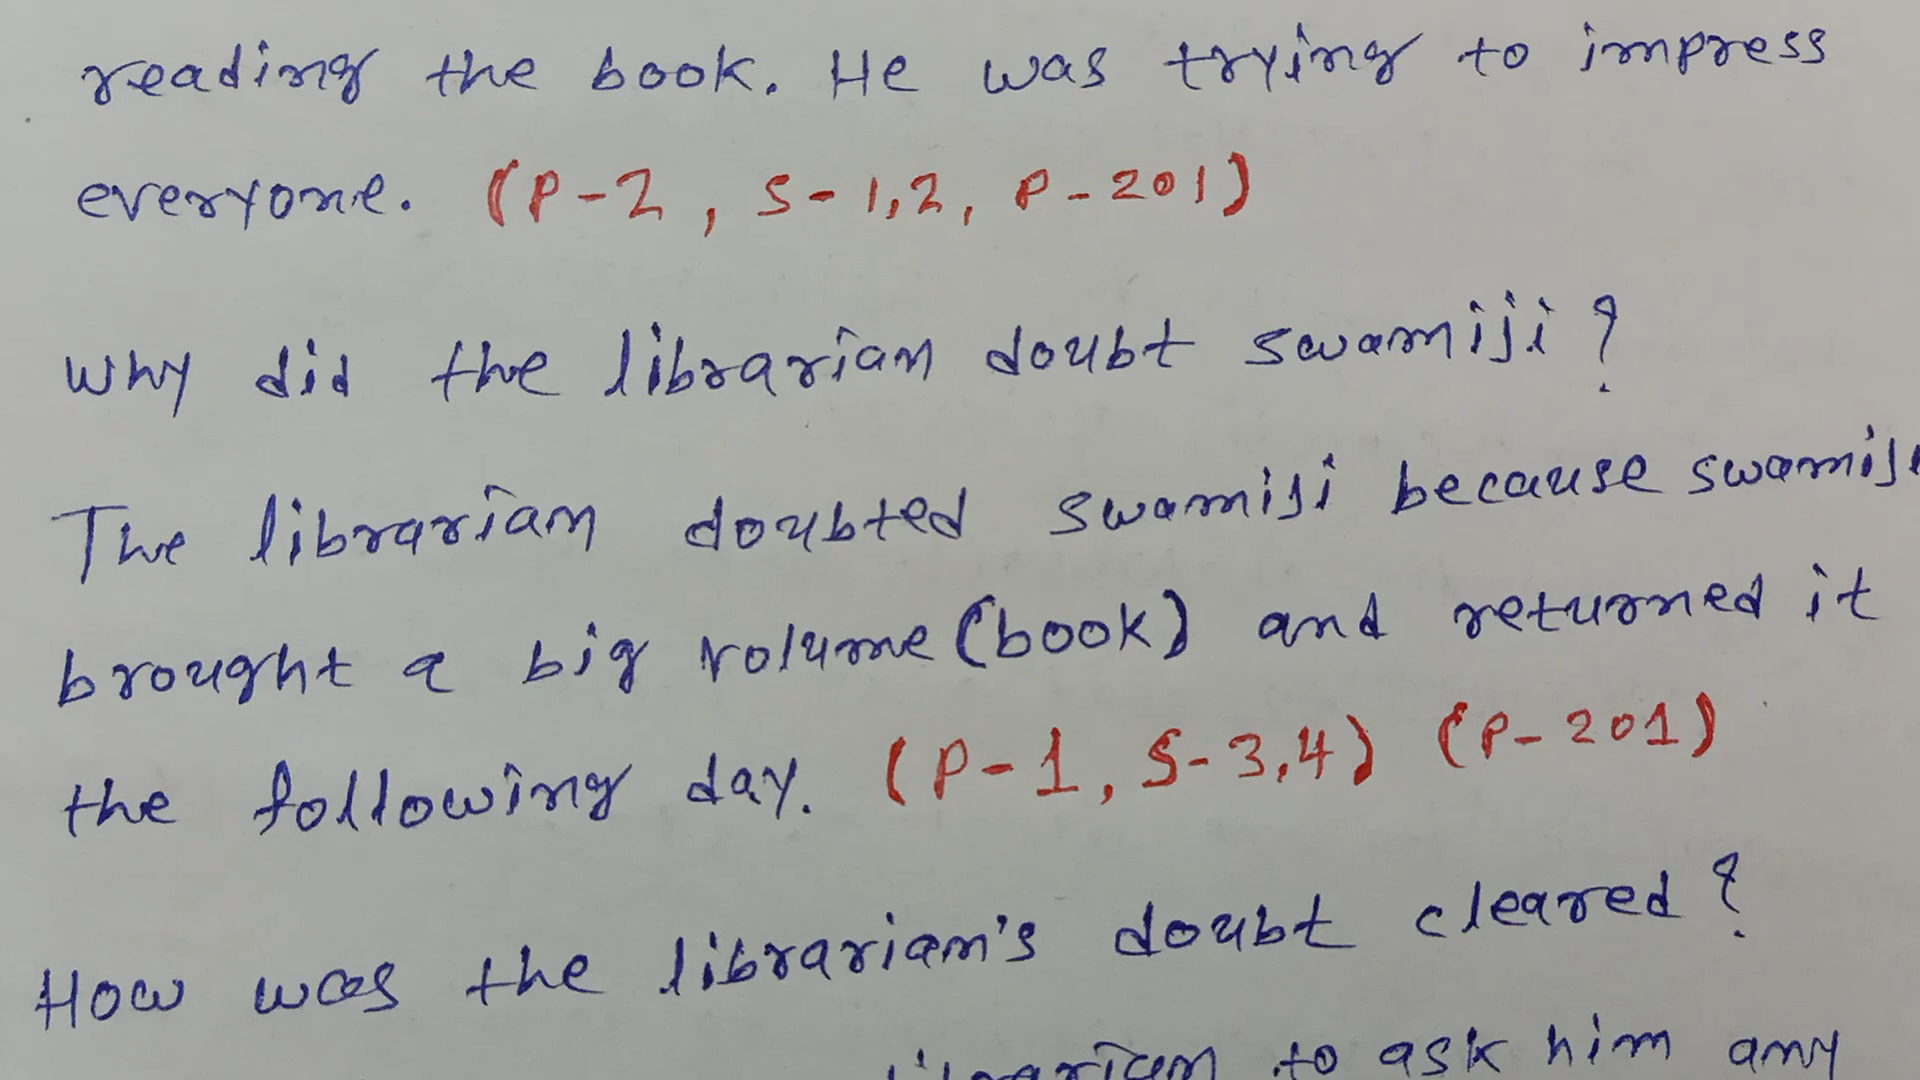 reading the book. He was trying to impress
everyone. (P-2, S-1,2, P-201)
Why did the librarian doubt swamiji?
The librarian doubted swamiji because swamiji
brought a big volume (book) and returned it
the following day. (P-1, S-3,4) (P-201)
How was the librarian's doubt cleared?
librarian to ask him any